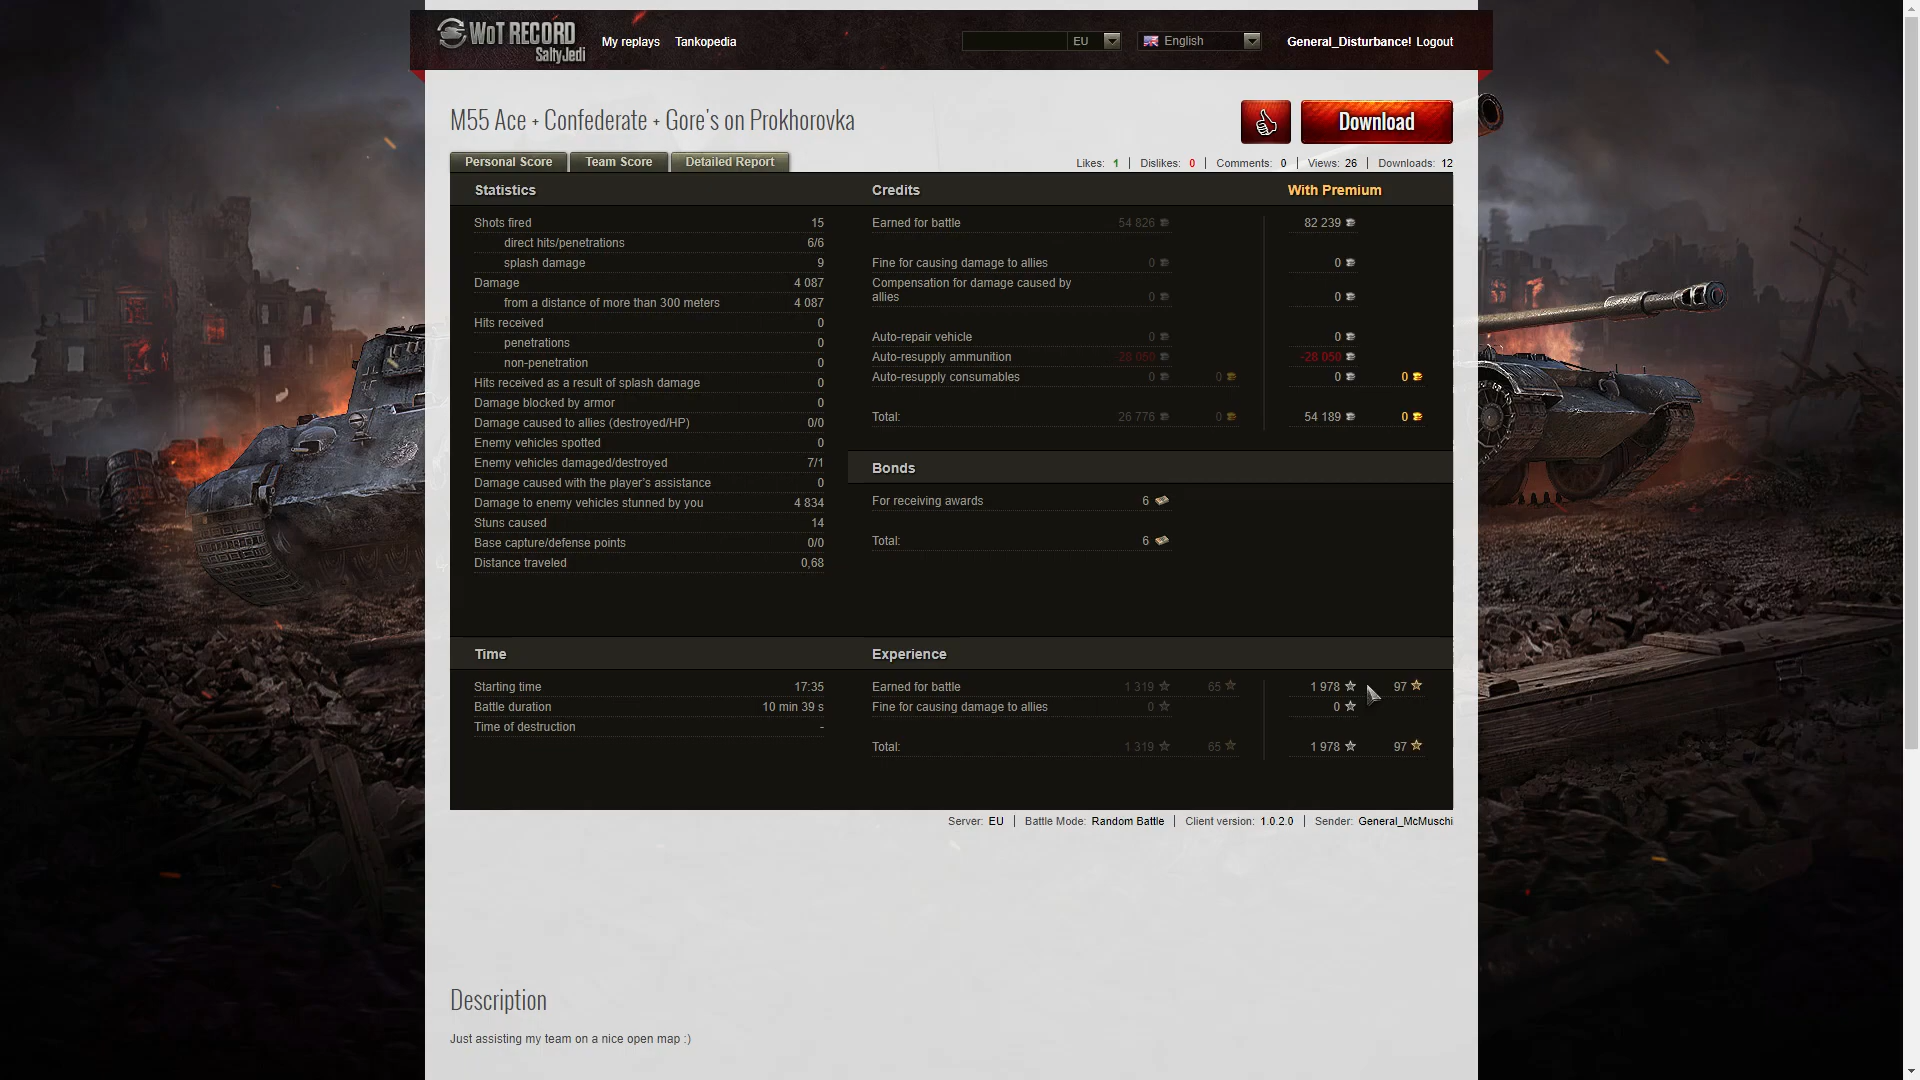 WoT RECORD
SaltyJedi
My replays Tankopedia
EU English General_Disturbance! Logout
M55 Ace + Confederate + Gore's on Prokhorovka
Download
Personal Score Team Score Detailed Report
Likes: 1 | Dislikes: 0 | Comments: 0 | Views: 26 | Downloads: 12
Statistics
Shots fired 15
direct hits/penetrations 6/6
splash damage 9
Damage 4 087
from a distance of more than 300 meters 4 087
Hits received 0
penetrations 0
non-penetration 0
Hits received as a result of splash damage 0
Damage blocked by armor 0
Damage caused to allies (destroyed/HP) 0/0
Enemy vehicles spotted 0
Enemy vehicles damaged/destroyed 7/1
Damage caused with the player's assistance 0
Damage to enemy vehicles stunned by you 4 834
Stuns caused 14
Base capture/defense points 0/0
Distance traveled 0,68
Credits With Premium
Earned for battle 54 826 82 239
Fine for causing damage to allies 0 0
Compensation for damage caused by
allies 0 0
Auto-repair vehicle 0 0
Auto-resupply ammunition -28 050 -28 050
Auto-resupply consumables 0 0 0 0
Total: 26 776 0 54 189 0
Bonds
For receiving awards 6
Total: 6
Time
Starting time 17:35
Battle duration 10 min 39 s
Time of destruction -
Experience
Earned for battle 1 319 65 1 978 97
Fine for causing damage to allies 0 0
Total: 1 319 65 1 978 97
Server: EU | Battle Mode: Random Battle | Client version: 1.0.2.0 | Sender: General_McMuschi
Description
Just assisting my team on a nice open map :)